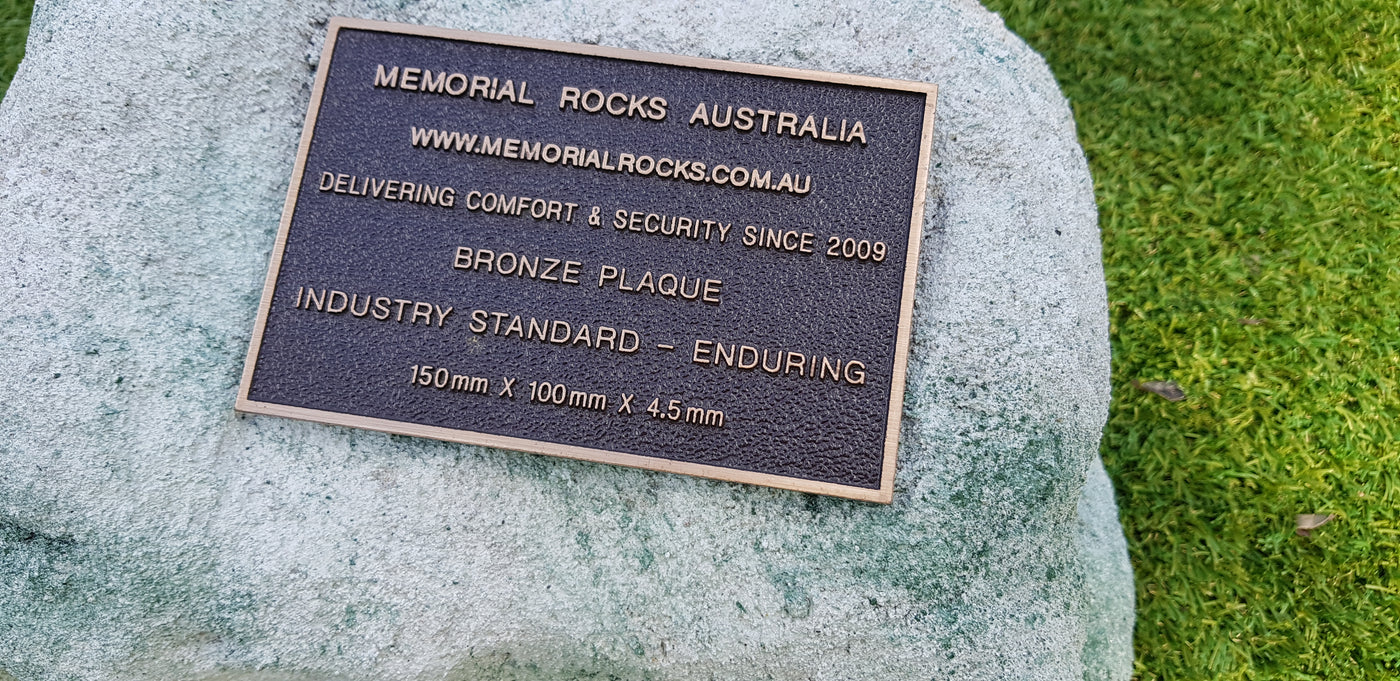 MEMORIAL ROCKS AUSTRALIA
WWW.MEMORIALROCKS.COM.AU
DELIVERING COMFORT & SECURITY SINCE 2009
BRONZE PLAQUE
INDUSTRY STANDARD – ENDURING
150mm X 100mm X 4.5mm